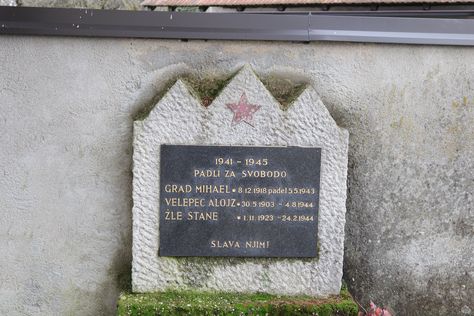 1941 - 1945
PADLI ZA SVOBODO
GRAD MIHAEL • 8.12.1918 padel 5.5.1943
VELEPEC ALOJZ • 30.5.1903 - 4.8.1944
ŽLE STANE • 1.11.1923 - 24.2.1944
SLAVA NJIM!